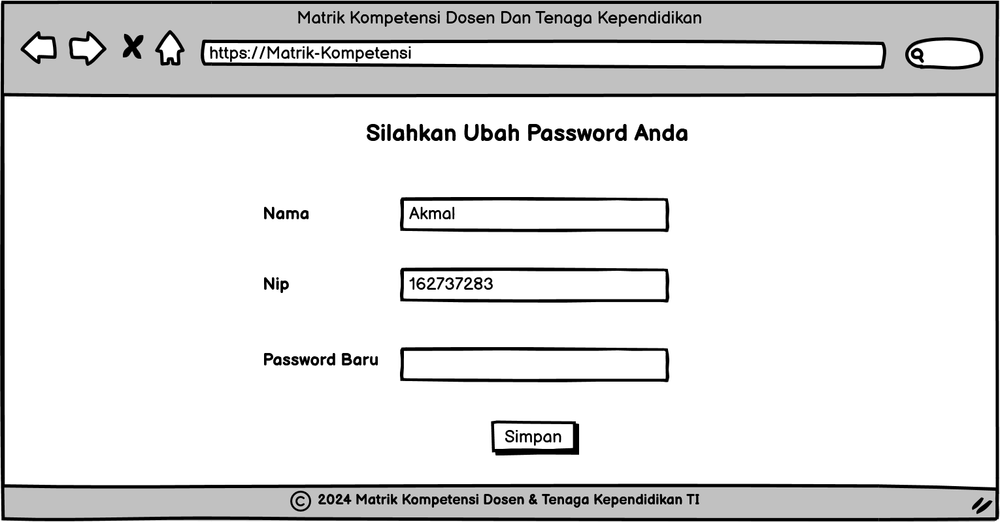 Matrik Kompetensi Dosen Dan Tenaga Kependidikan
https://Matrik-Kompetensi
Silahkan Ubah Password Anda
Nama
Akmal
Nip
162737283
Password Baru
Simpan
© 2024 Matrik Kompetensi Dosen & Tenaga Kependidikan TI